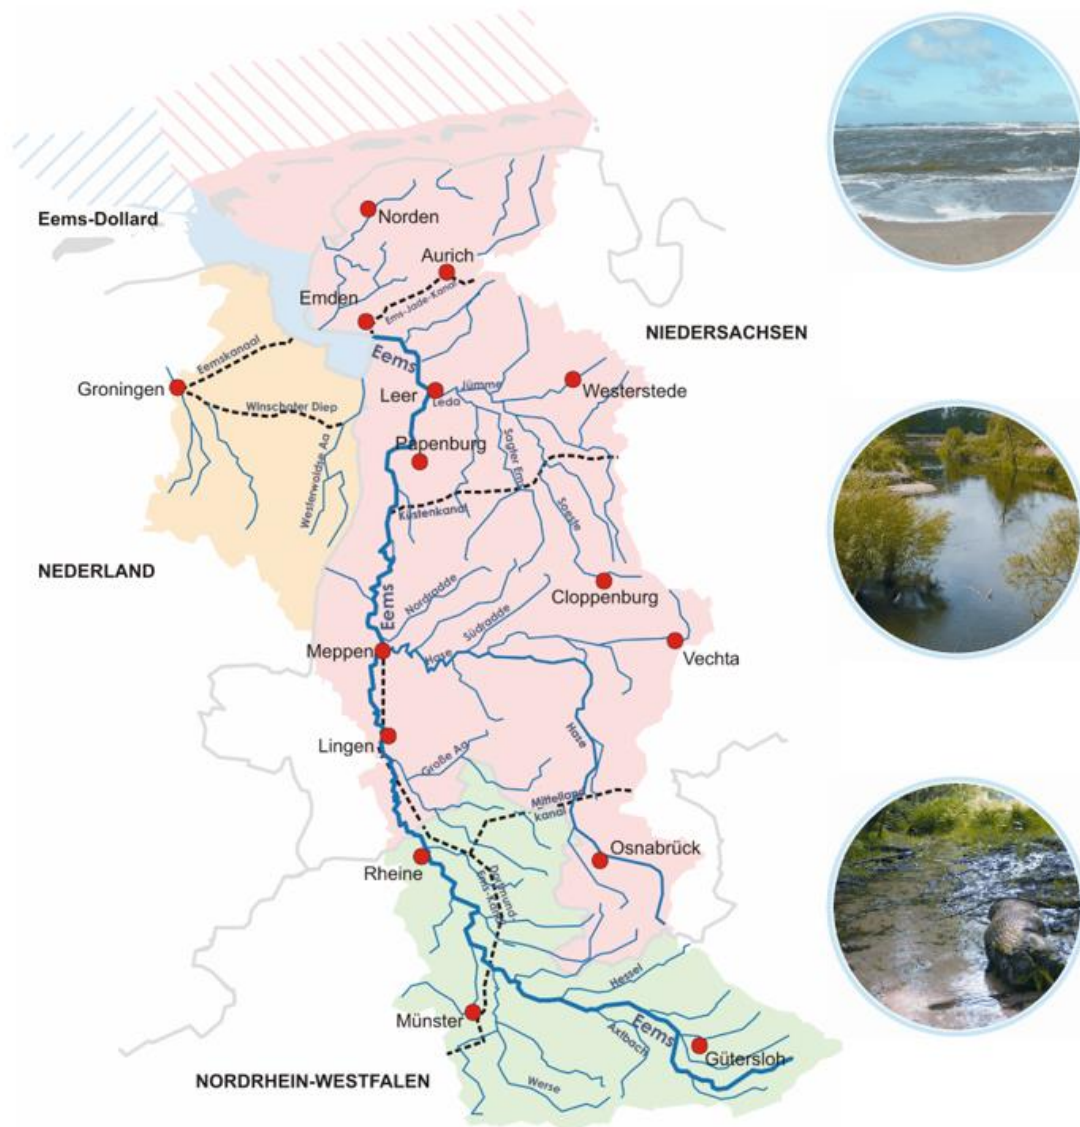 Norden
Eems-Dollard
Aurich
Emden
Ems-Jade-Kanal
NIEDERSACHSEN
Eems
Eemskanaal
Groningen
Leer
Jümme
Leda
Westerstede
Winschoter Diep
Papenburg
Sagter Ems
Westerwoldse Aa
Küstenkanal
Soeste
NEDERLAND
Eems
Nordradde
Cloppenburg
Südradde
Meppen
Hase
Vechta
Hase
Lingen
Große Aa
Mittelland-
kanal
Osnabrück
Rheine
Dortmund-
Ems-Kanal
Hessel
Münster
Eems
Axtbach
Gütersloh
NORDRHEIN-WESTFALEN
Werse